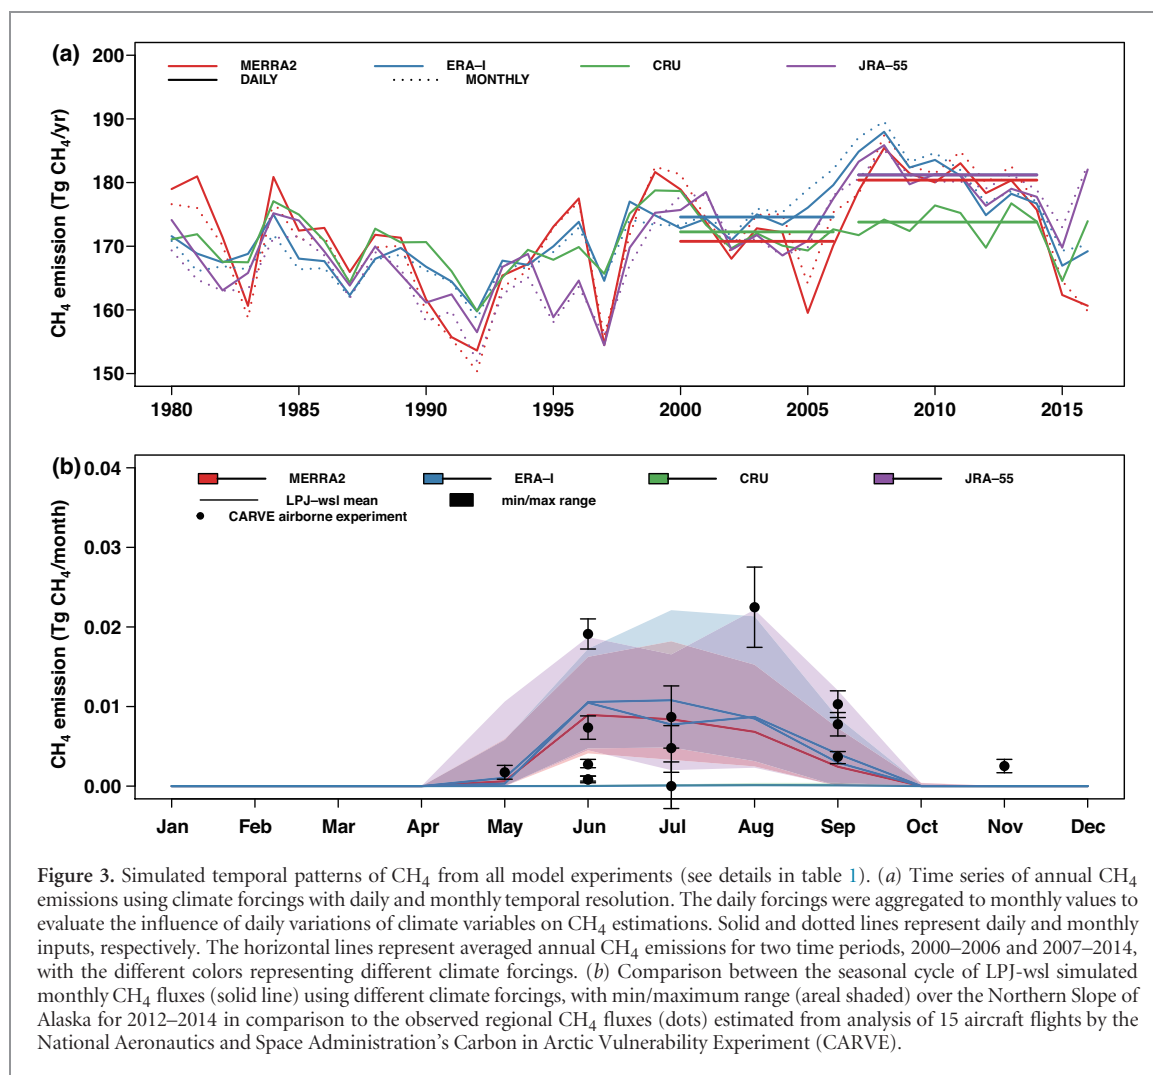 (a)
200
190
180
170
160
150
CH4 emission (Tg CH4/yr)
MERRA2 ERA–I CRU JRA–55
DAILY MONTHLY
1980 1985 1990 1995 2000 2005 2010 2015
(b)
0.04
0.03
0.02
0.01
0.00
CH4 emission (Tg CH4/month)
MERRA2 ERA–I CRU JRA–55
LPJ–wsl mean min/max range
CARVE airborne experiment
Jan Feb Mar Apr May Jun Jul Aug Sep Oct Nov Dec
Figure 3. Simulated temporal patterns of CH4 from all model experiments (see details in table 1). (a) Time series of annual CH4
emissions using climate forcings with daily and monthly temporal resolution. The daily forcings were aggregated to monthly values to
evaluate the influence of daily variations of climate variables on CH4 estimations. Solid and dotted lines represent daily and monthly
inputs, respectively. The horizontal lines represent averaged annual CH4 emissions for two time periods, 2000–2006 and 2007–2014,
with the different colors representing different climate forcings. (b) Comparison between the seasonal cycle of LPJ-wsl simulated
monthly CH4 fluxes (solid line) using different climate forcings, with min/maximum range (areal shaded) over the Northern Slope of
Alaska for 2012–2014 in comparison to the observed regional CH4 fluxes (dots) estimated from analysis of 15 aircraft flights by the
National Aeronautics and Space Administration's Carbon in Arctic Vulnerability Experiment (CARVE).